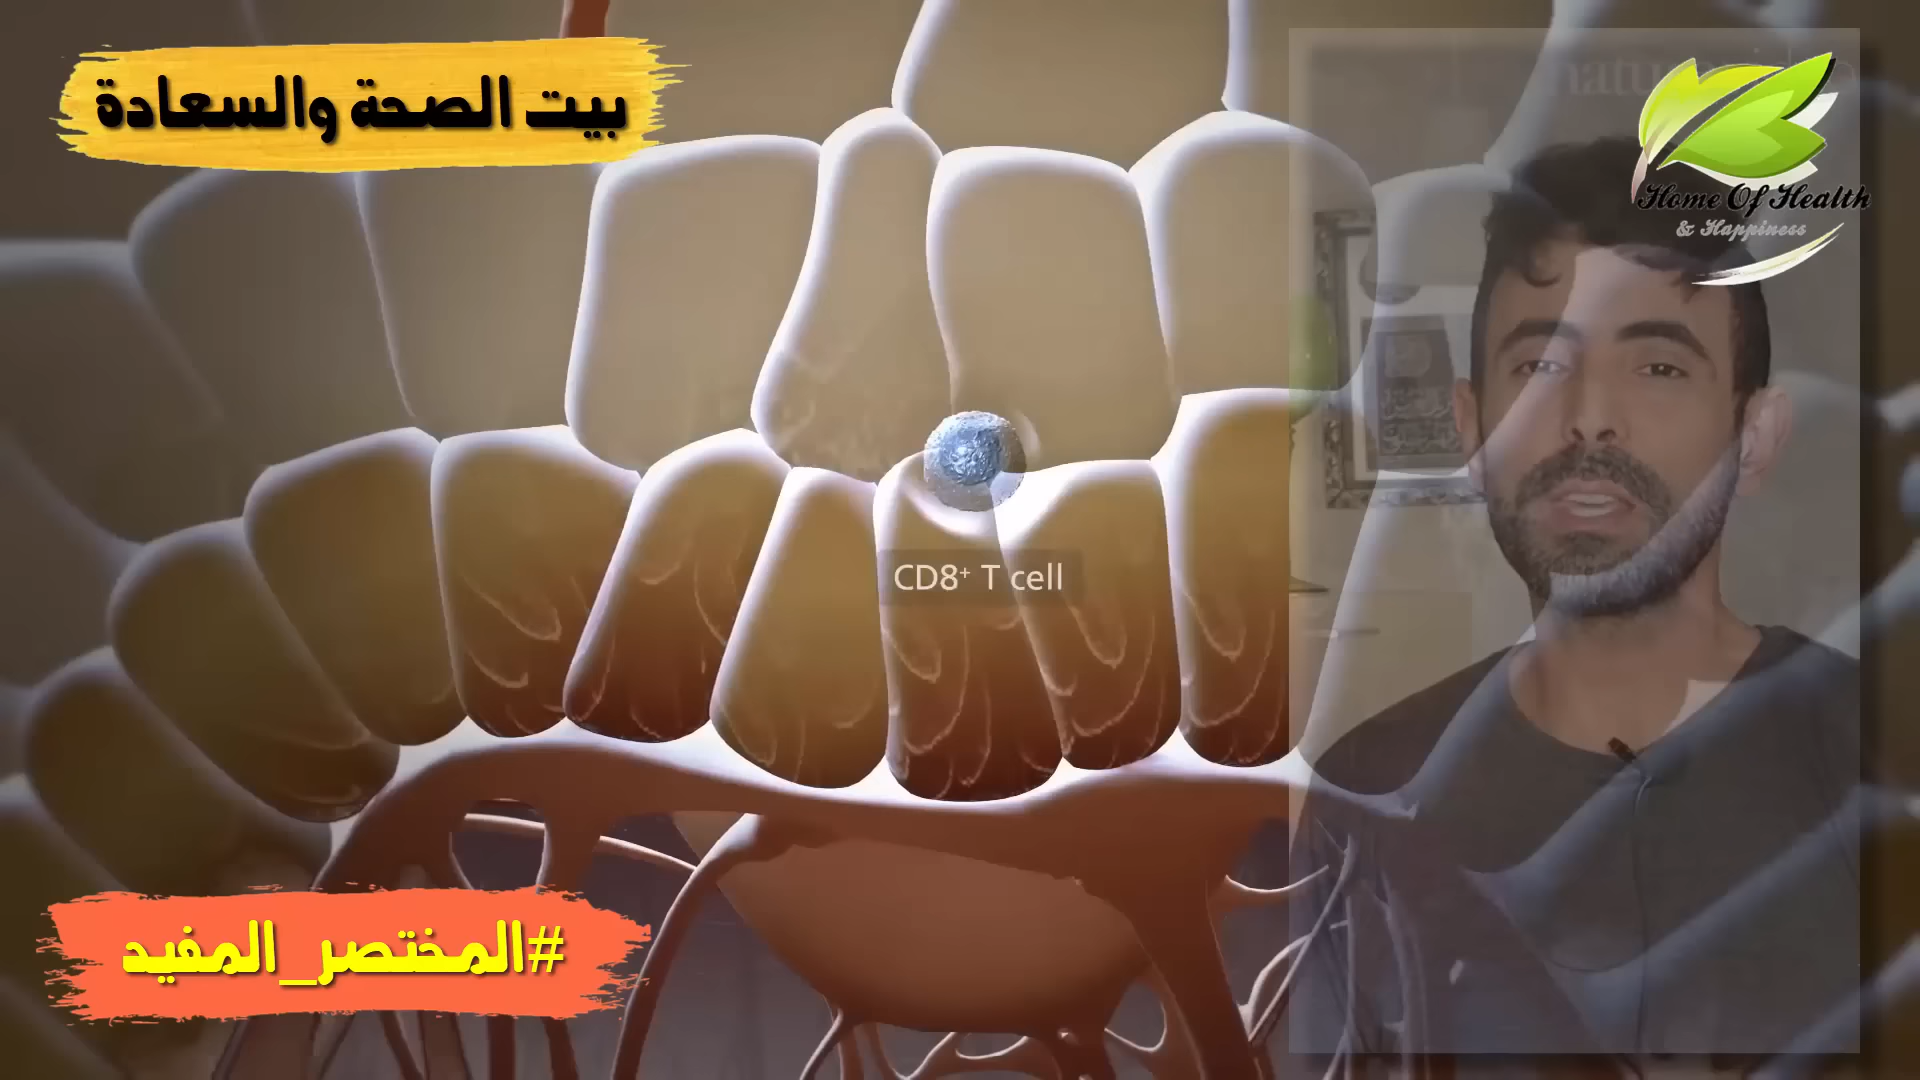 بيت الصحة والسعادة
Home Of Health
& Happiness
CD8⁺ T cell
#المختصر_المفيد